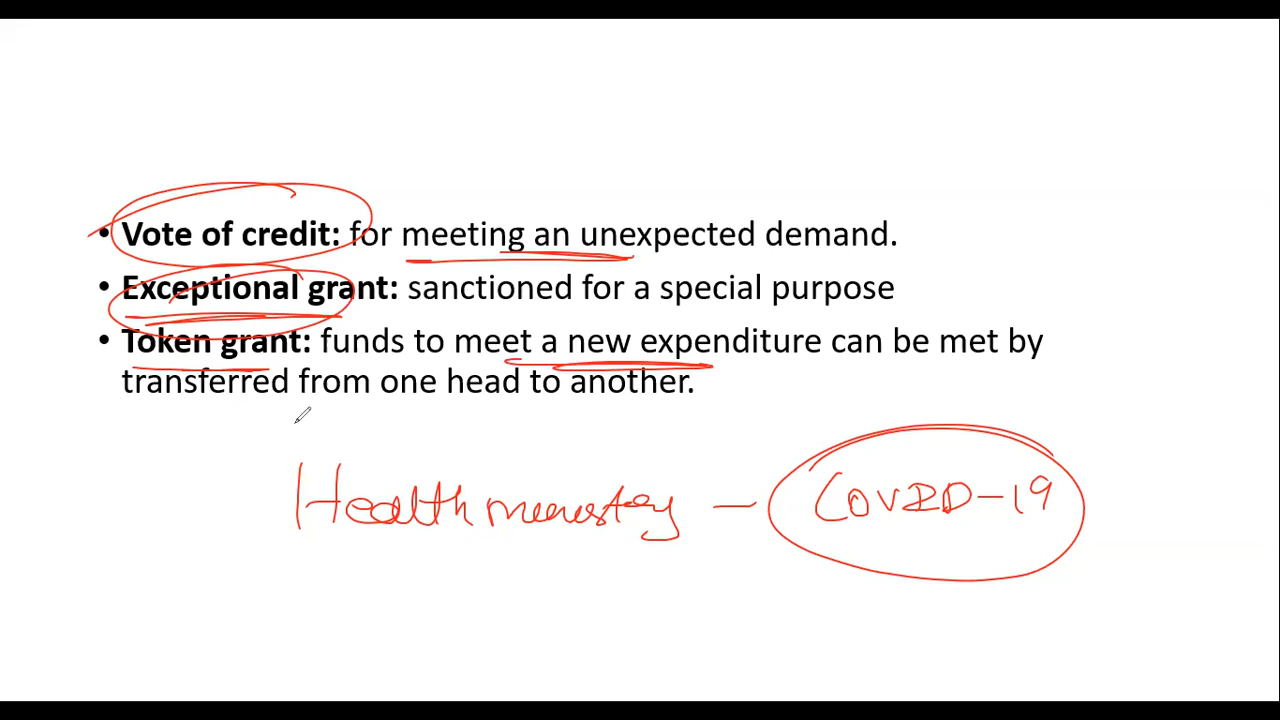 • Vote of credit: for meeting an unexpected demand.
• Exceptional grant: sanctioned for a special purpose
• Token grant: funds to meet a new expenditure can be met by
transferred from one head to another.
Health ministry - COVID-19